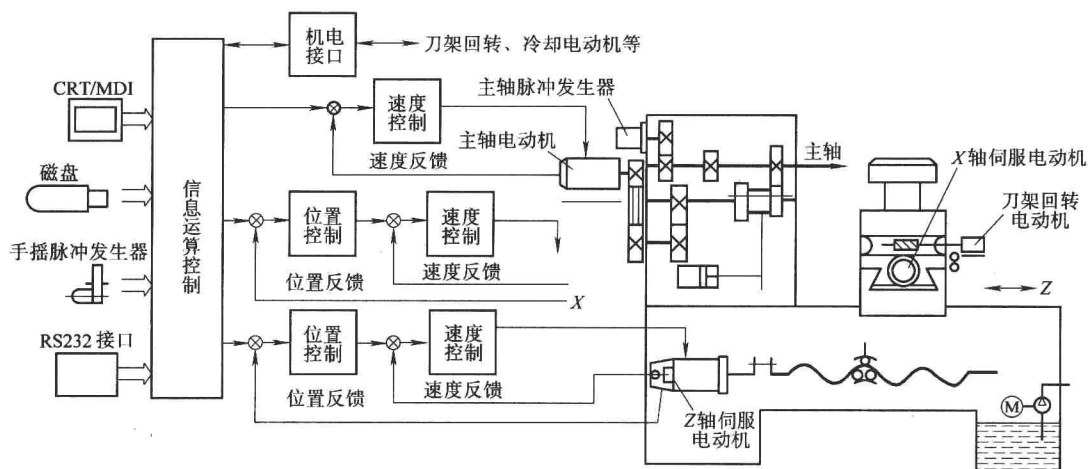 机电
接口
刀架回转、冷却电动机等
CRT/MDI
磁盘
手摇脉冲发生器
RS232 接口
信息运算控制
速度
控制
速度反馈
主轴脉冲发生器
主轴电动机
主轴
X轴伺服电动机
刀架回转
电动机
Z
位置
控制
速度
控制
位置反馈
速度反馈
X
位置
控制
速度
控制
位置反馈
速度反馈
Z轴伺服
电动机
M